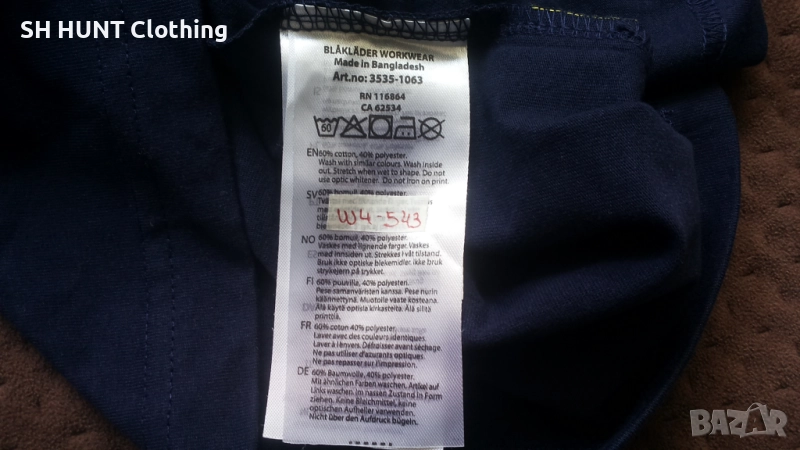 SH HUNT Clothing
BLÅKLÄDER WORKWEAR
Made in Bangladesh
Art.no: 3535-1063
RN 116864
CA 62534
60
EN 60% cotton, 40% polyester.
Wash with similar colours. Wash inside
out. Stretch when wet to shape. Do not
use optic whitener. Do not iron on print.
SV 60% bomull, 40% polyester.
W4-543
NO 60% bomull, 40% polyester.
Vaskes med lignende farger. Vaskes
med innsiden ut. Strekkes i våt tilstand.
Bruk ikke optiske blekemidler. ikke bruk
strykejern på trykket.
FI 60% puuvilla, 40% polyester.
Pese samanväristen kanssa. Pese nurin
käännettynä. Muotoile vaate kosteana.
Älä käytä optisia kirkasteita. Älä silitä
printtiä.
FR 60% coton 40% polyester.
Laver avec des couleurs identiques.
Laver à l'envers. Défroisser avant séchage.
Ne pas utiliser d'azurants optiques.
Ne pas repasser sur l'impression.
DE 60% Baumwolle, 40% polyester.
Mit ähnlichen Farben waschen. Artikel auf
Links waschen. im nassen Zustand in Form
ziehen. Keine Bleichmittel, keine
optischen Aufheller verwenden.
Nicht über den Aufdruck bügeln.
BAZAR